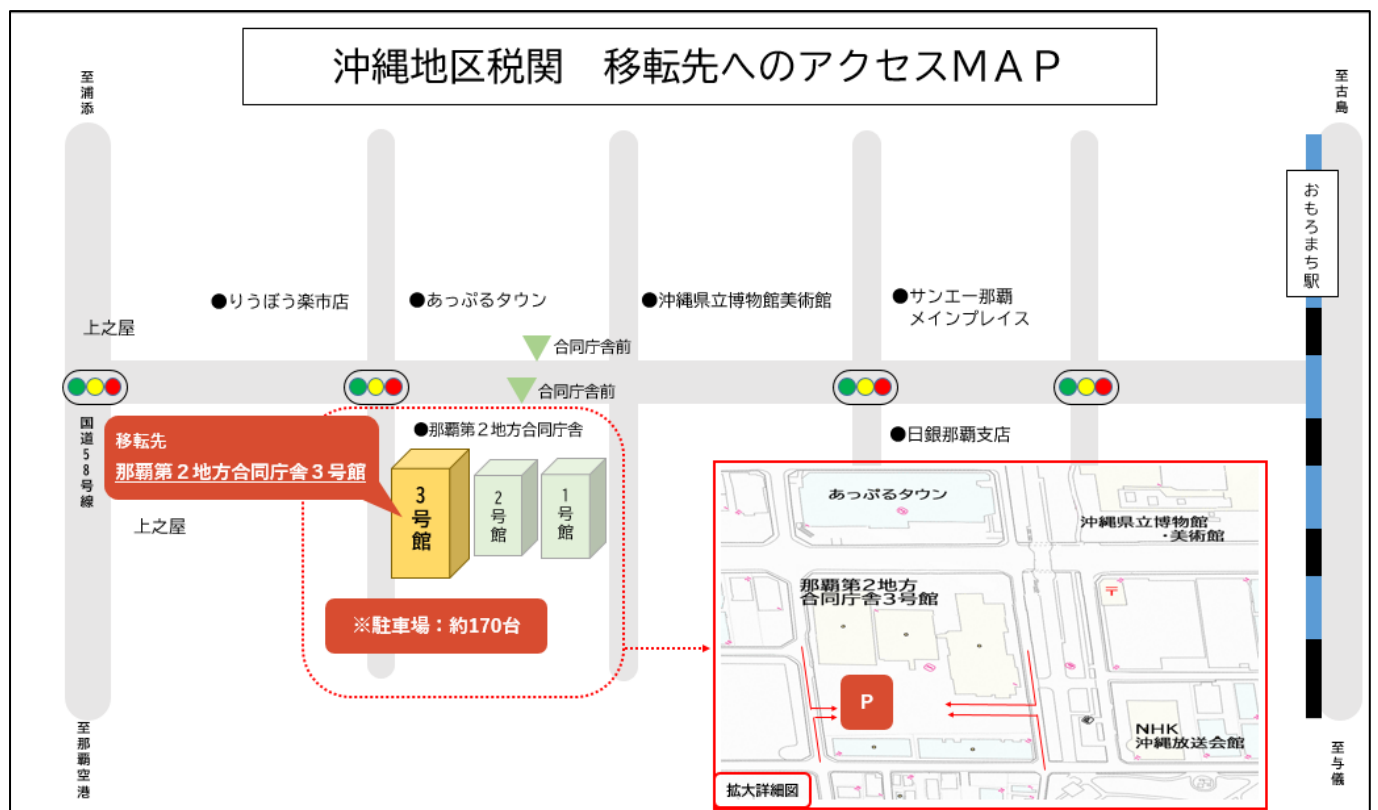 沖縄地区税関　移転先へのアクセスＭＡＰ
至浦添
至古島
おもろまち駅
●りうぼう楽市店
●あっぷるタウン
●沖縄県立博物館美術館
●サンエー那覇
メインプレイス
上之屋
合同庁舎前
合同庁舎前
国道58号線
移転先
那覇第２地方合同庁舎３号館
●那覇第２地方合同庁舎
●日銀那覇支店
3号館
2号館
1号館
上之屋
※駐車場：約170台
あっぷるタウン
沖縄県立博物館
・美術館
那覇第2地方
合同庁舎3号館
〒
P
NHK
沖縄放送会館
拡大詳細図
至那覇空港
至与儀